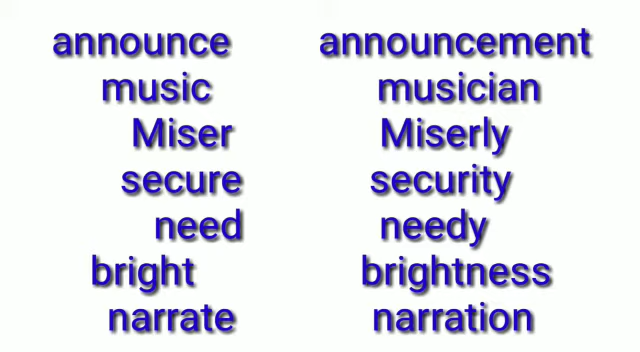 announce announcement
music musician
Miser Miserly
secure security
need needy
bright brightness
narrate narration